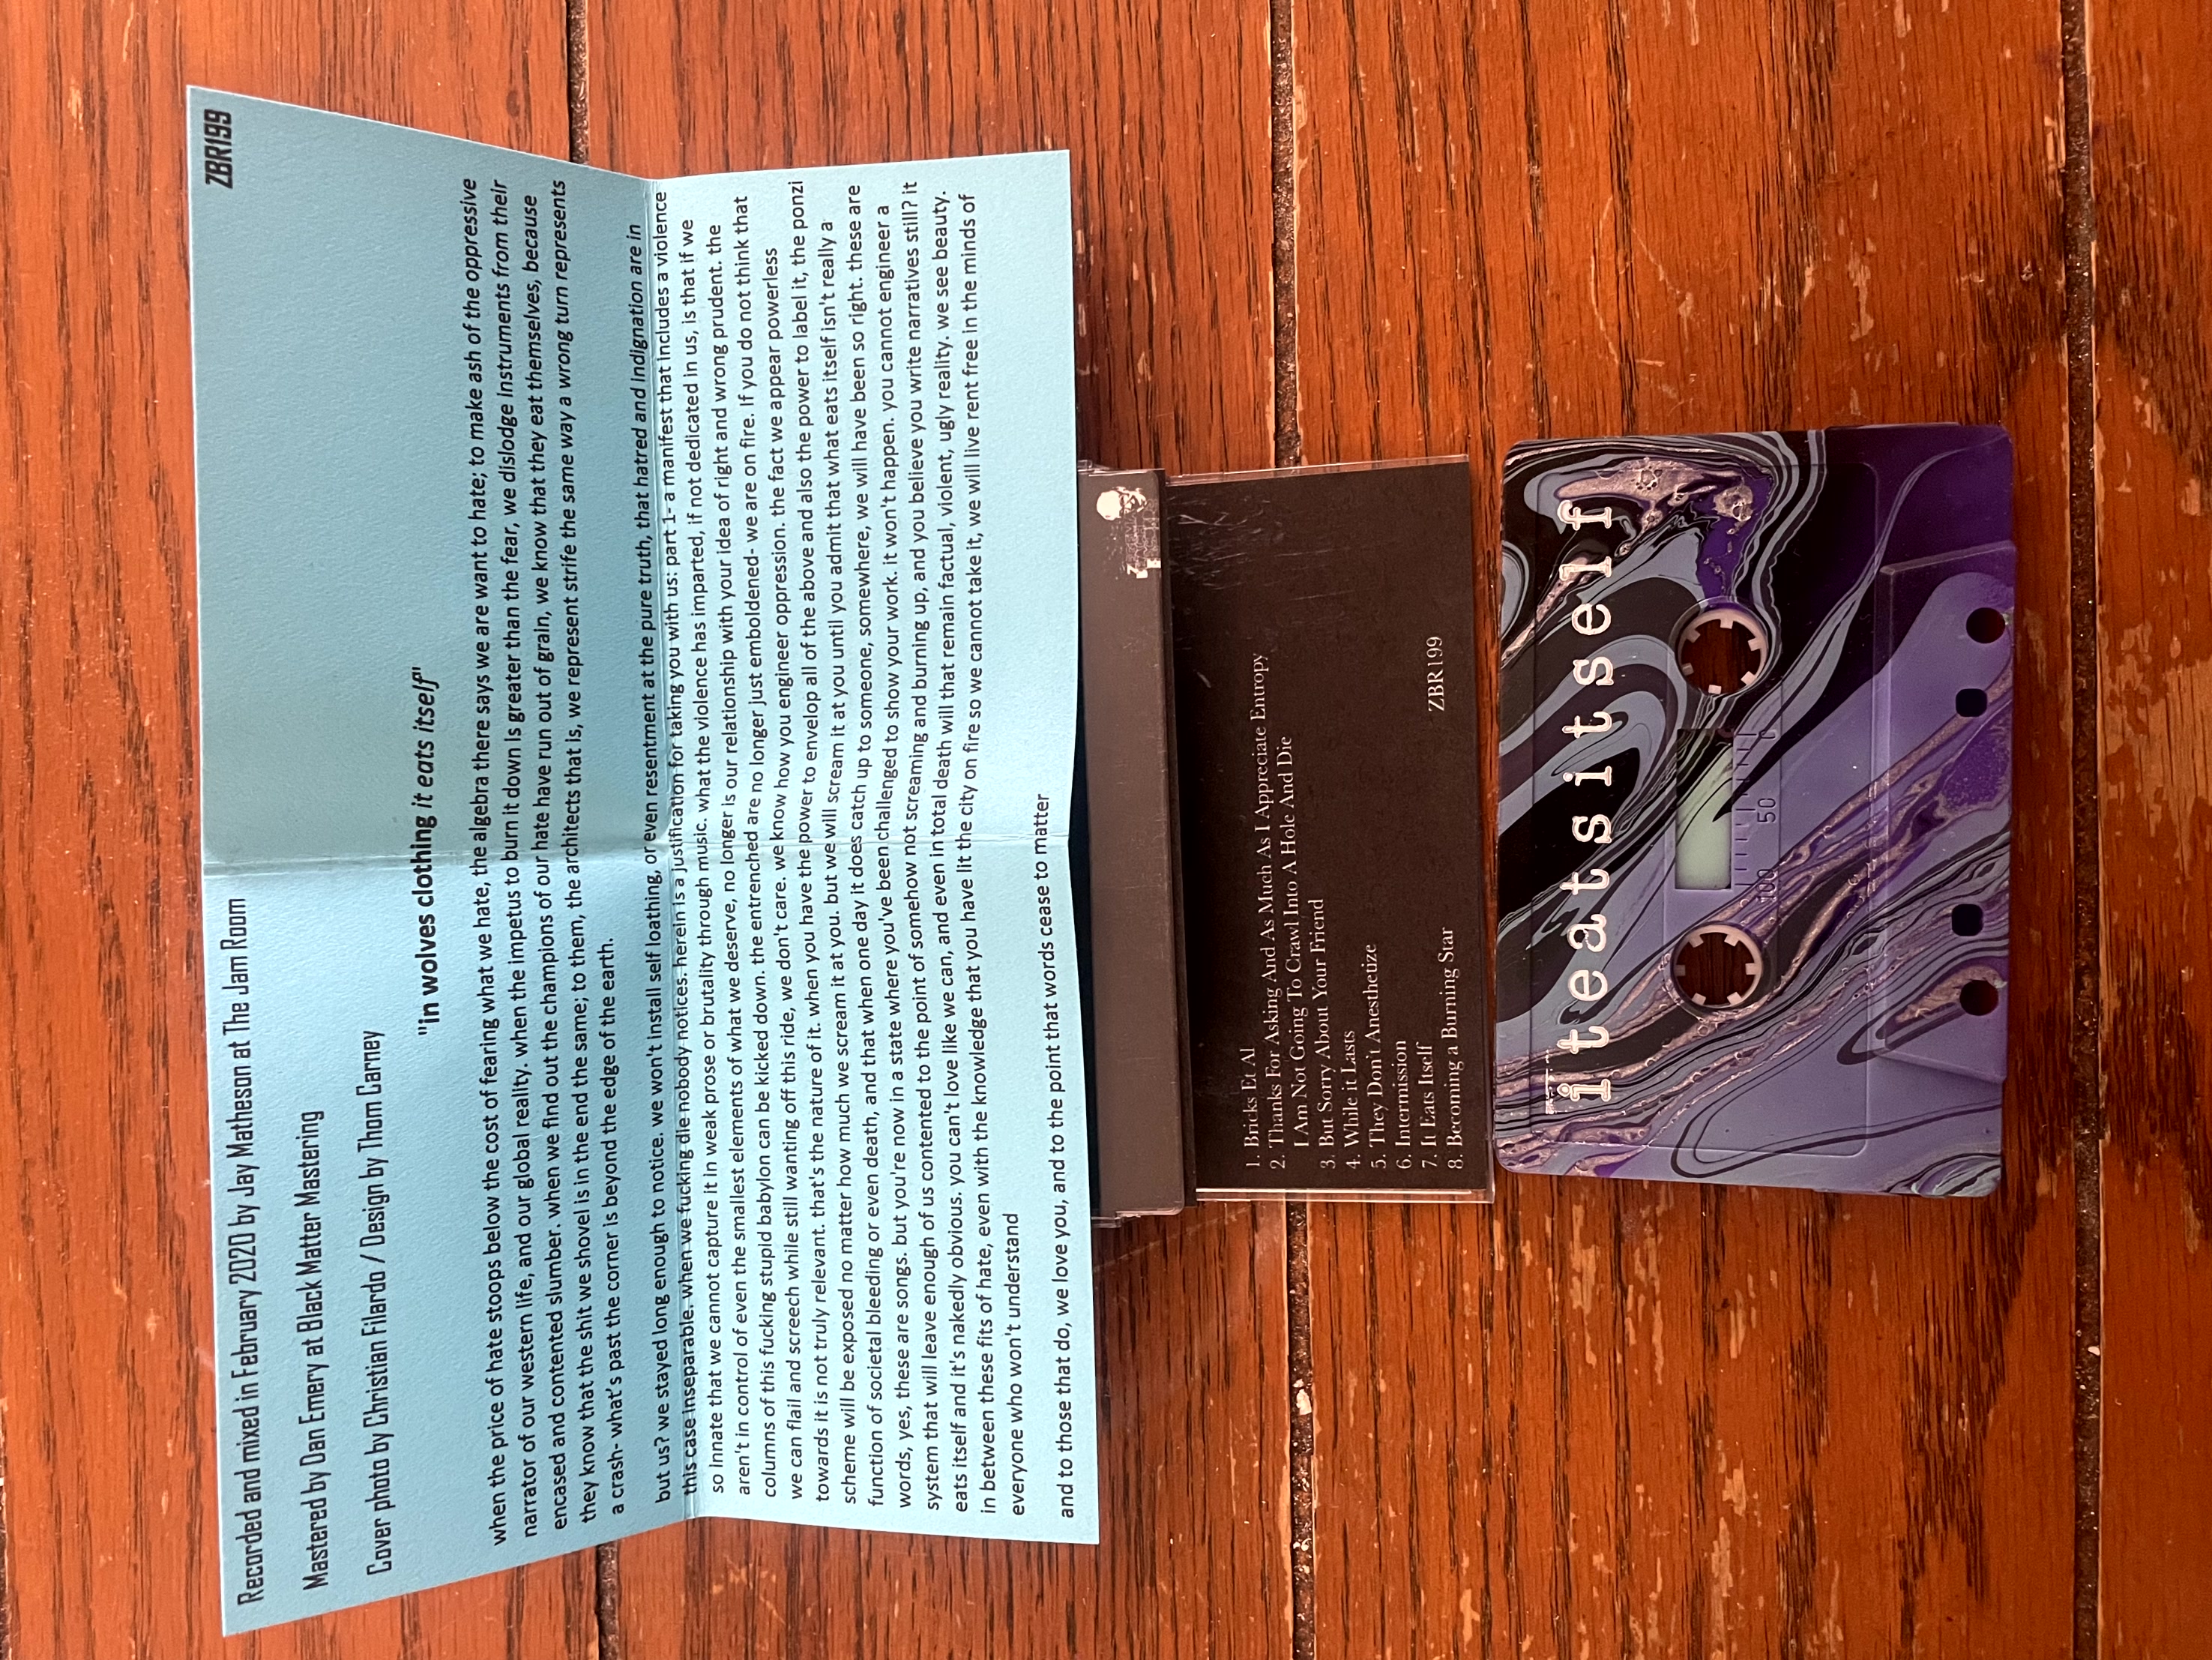 Recorded and mixed in February 2020 by Jay Matheson at The Jam Room
ZBR199
Mastered by Dan Emery at Black Matter Mastering
Cover photo by Christian Filardo / Design by Thom Carney
"in wolves clothing it eats itself"
when the price of hate stoops below the cost of fearing what we hate, the algebra there says we are want to hate; to make ash of the oppressive
narrator of our western life, and our global reality. when the impetus to burn it down is greater than the fear, we dislodge instruments from their
encased and contented slumber. when we find out the champions of our hate have run out of grain, we know that they eat themselves, because
they know that the shit we shovel is in the end the same; to them, the architects that is, we represent strife the same way a wrong turn represents
a crash- what's past the corner is beyond the edge of the earth.
but us? we stayed long enough to notice. we won't install self loathing, or even resentment at the pure truth, that hatred and indignation are in
this case inseparable. when we fucking die nobody notices. herein is a justification for taking you with us: part 1- a manifest that includes a violence
so innate that we cannot capture it in weak prose or brutality through music. what the violence has imparted, if not dedicated in us, is that if we
aren't in control of even the smallest elements of what we deserve, no longer is our relationship with your idea of right and wrong prudent. the
columns of this fucking stupid babylon can be kicked down. the entrenched are no longer just emboldened- we are on fire. If you do not think that
we can flail and screech while still wanting off this ride, we don't care. we know how you engineer oppression. the fact we appear powerless
towards it is not truly relevant. that's the nature of it. when you have the power to envelop all of the above and also the power to label it, the ponzi
scheme will be exposed no matter how much we scream it at you. but we will scream it at you until you admit that what eats itself isn't really a
function of societal bleeding or even death, and that when one day it does catch up to someone, somewhere, we will have been so right. these are
words, yes, these are songs. but you're now in a state where you've been challenged to show your work. it won't happen. you cannot engineer a
system that will leave enough of us contented to the point of somehow not screaming and burning up, and you believe you write narratives still? it
eats itself and it's nakedly obvious. you can't love like we can, and even in total death will that remain factual, violent, ugly reality. we see beauty.
in between these fits of hate, even with the knowledge that you have lit the city on fire so we cannot take it, we will live rent free in the minds of
everyone who won't understand
and to those that do, we love you, and to the point that words cease to matter
1. Bricks Et Al
2. Thanks For Asking And As Much As I Appreciate Entropy
I Am Not Going To Crawl Into A Hole And Die
3. But Sorry About Your Friend
4. While it Lasts
5. They Don't Anesthetize
6. Intermission
7. It Eats Itself
8. Becoming a Burning Star
ZBR199
iteatsitself
100 50 0